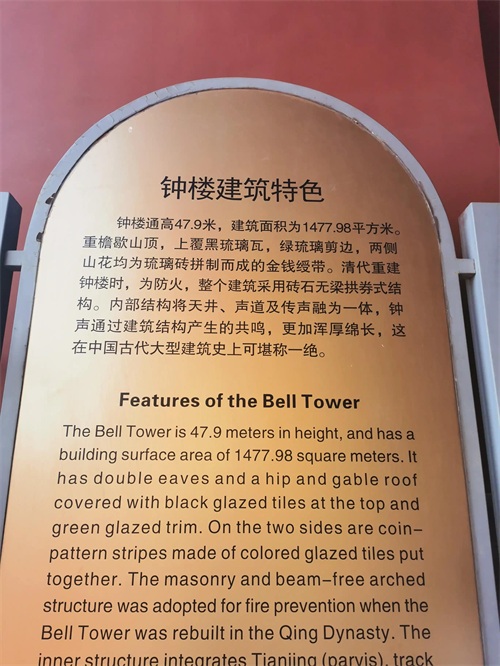 钟楼建筑特色
钟楼通高47.9米，建筑面积为1477.98平方米。
重檐歇山顶，上覆黑琉璃瓦，绿琉璃剪边，两侧
山花均为琉璃砖拼制而成的金钱绶带。清代重建
钟楼时，为防火，整个建筑采用砖石无梁拱券式结
构。内部结构将天井、声道及传声融为一体，钟
声通过建筑结构产生的共鸣，更加浑厚绵长，这
在中国古代大型建筑史上可堪称一绝。
Features of the Bell Tower
The Bell Tower is 47.9 meters in height, and has a
building surface area of 1477.98 square meters. It
has double eaves and a hip and gable roof
covered with black glazed tiles at the top and
green glazed trim. On the two sides are coin-
pattern stripes made of colored glazed tiles put
together. The masonry and beam-free arched
structure was adopted for fire prevention when the
Bell Tower was rebuilt in the Qing Dynasty. The
inner structure integrates Tianjing (parvis), track